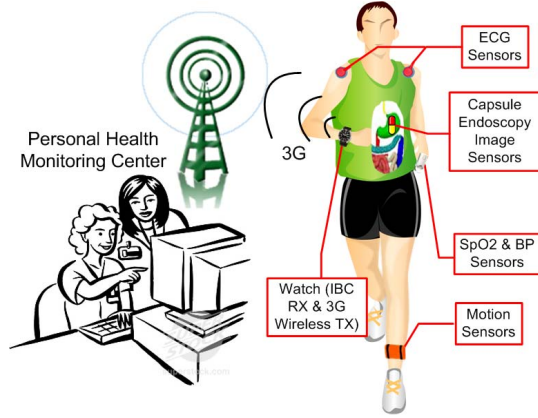 ECG
Sensors
Capsule
Endoscopy
Image
Sensors
3G
Personal Health
Monitoring Center
SpO2 & BP
Sensors
Watch (IBC
RX & 3G
Wireless TX)
Motion
Sensors